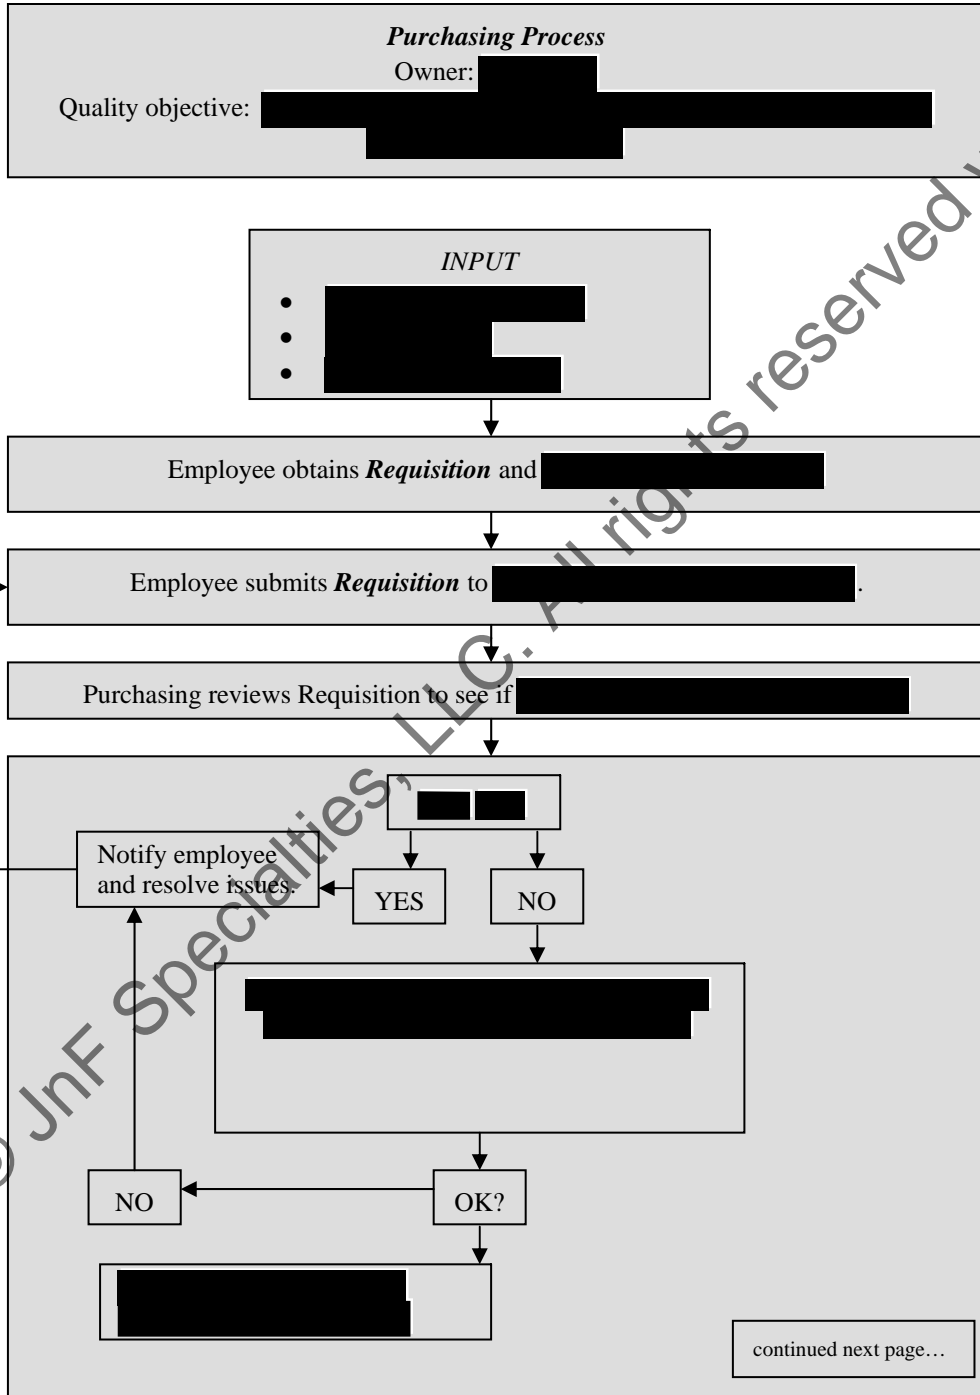 Purchasing Process
Owner:
Quality objective:
INPUT
Employee obtains Requisition and
Employee submits Requisition to .
Purchasing reviews Requisition to see if
Notify employee
and resolve issues.
YES
NO
NO
OK?
continued next page…
© JnF Specialties, LLC. All rights reserved